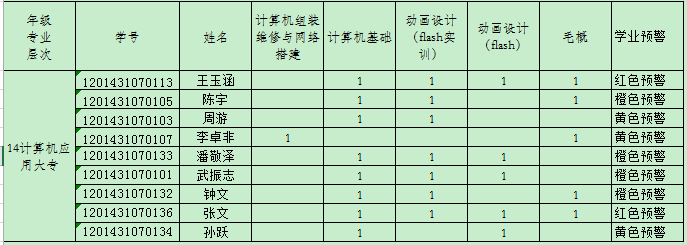 年级专业层次 学号 姓名 计算机组装维修与网络搭建 计算机基础 动画设计（flash实训） 动画设计（flash） 毛概 学业预警
14计算机应用大专
1201431070113 王玉涵 1 1 1 1 红色预警
1201431070105 陈宇 1 1 1 橙色预警
1201431070103 周游 1 1 黄色预警
1201431070107 李卓非 1 1 黄色预警
1201431070133 潘敬泽 1 1 1 橙色预警
1201431070101 武振志 1 1 1 橙色预警
1201431070132 钟文 1 1 1 橙色预警
1201431070136 张文 1 1 1 1 红色预警
1201431070134 孙跃 1 1 黄色预警